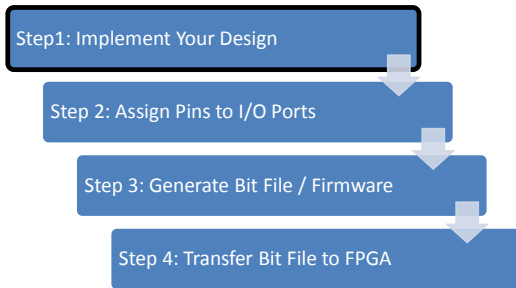 Step1: Implement Your Design
Step 2: Assign Pins to I/O Ports
Step 3: Generate Bit File / Firmware
Step 4: Transfer Bit File to FPGA